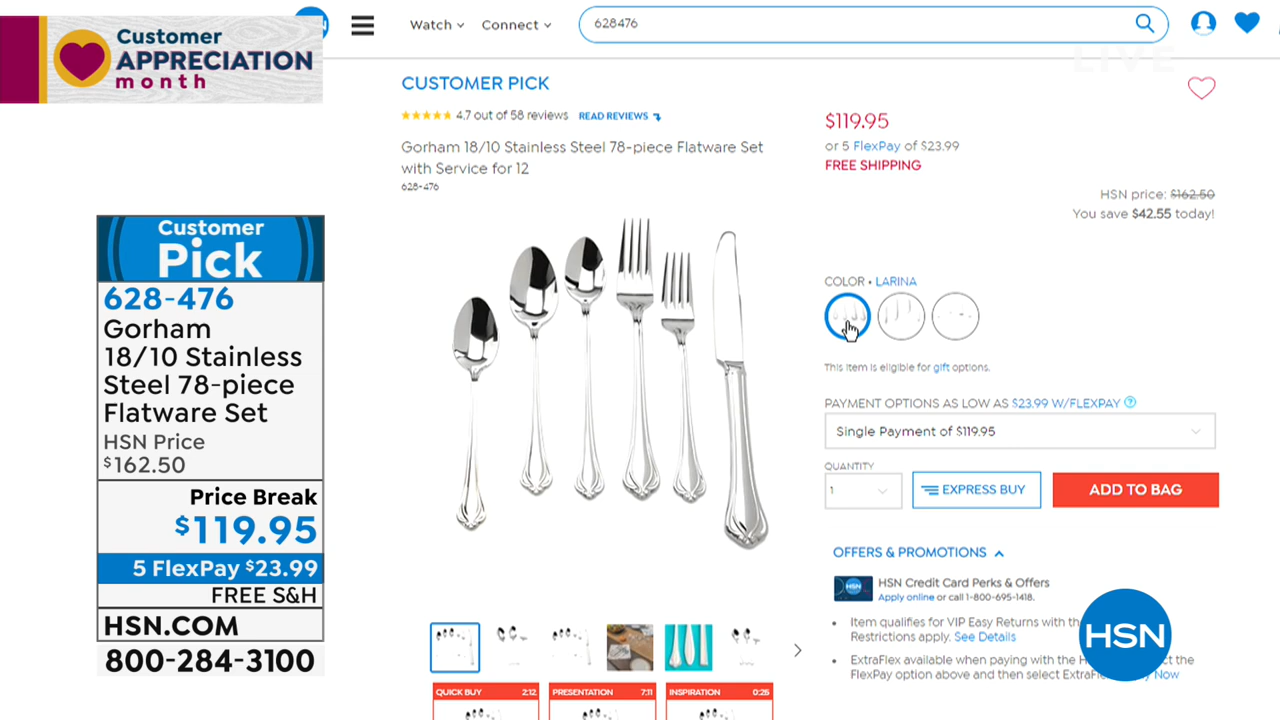 Customer
APPRECIATION
month
Watch
Connect
628476
LIVE
CUSTOMER PICK
4.7 out of 58 reviews READ REVIEWS
Gorham 18/10 Stainless Steel 78-piece Flatware Set
with Service for 12
628-476
$119.95
or 5 FlexPay of $23.99
FREE SHIPPING
HSN price: $162.50
You save $42.55 today!
COLOR • LARINA
This item is eligible for gift options.
PAYMENT OPTIONS AS LOW AS $23.99 W/FLEXPAY ?
Single Payment of $119.95
QUANTITY
1
EXPRESS BUY
ADD TO BAG
OFFERS & PROMOTIONS
HSN
HSN Credit Card Perks & Offers
Apply online or call 1-800-695-1418.
• Item qualifies for VIP Easy Returns with
Restrictions apply. See Details
• ExtraFlex available when paying with the
FlexPay option above and then select
Now
HSN
QUICK BUY 2:12
PRESENTATION 7:11
INSPIRATION 0:26
Customer
Pick
628-476
Gorham
18/10 Stainless
Steel 78-piece
Flatware Set
HSN Price
$162.50
Price Break
$119.95
5 FlexPay $23.99
FREE S&H
HSN.COM
800-284-3100